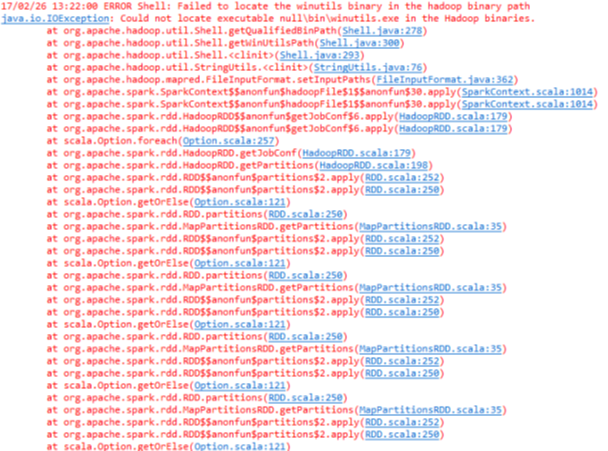 17/02/26 13:22:00 ERROR Shell: Failed to locate the winutils binary in the hadoop binary path
java.io.IOException: Could not locate executable null\bin\winutils.exe in the Hadoop binaries.
at org.apache.hadoop.util.Shell.getQualifiedBinPath(Shell.java:278)
at org.apache.hadoop.util.Shell.getWinUtilsPath(Shell.java:300)
at org.apache.hadoop.util.Shell.<clinit>(Shell.java:293)
at org.apache.hadoop.util.StringUtils.<clinit>(StringUtils.java:76)
at org.apache.hadoop.mapred.FileInputFormat.setInputPaths(FileInputFormat.java:362)
at org.apache.spark.SparkContext$$anonfun$hadoopFile$1$$anonfun$30.apply(SparkContext.scala:1014)
at org.apache.spark.SparkContext$$anonfun$hadoopFile$1$$anonfun$30.apply(SparkContext.scala:1014)
at org.apache.spark.rdd.HadoopRDD$$anonfun$getJobConf$6.apply(HadoopRDD.scala:179)
at org.apache.spark.rdd.HadoopRDD$$anonfun$getJobConf$6.apply(HadoopRDD.scala:179)
at scala.Option.foreach(Option.scala:257)
at org.apache.spark.rdd.HadoopRDD.getJobConf(HadoopRDD.scala:179)
at org.apache.spark.rdd.HadoopRDD.getPartitions(HadoopRDD.scala:198)
at org.apache.spark.rdd.RDD$$anonfun$partitions$2.apply(RDD.scala:252)
at org.apache.spark.rdd.RDD$$anonfun$partitions$2.apply(RDD.scala:250)
at scala.Option.getOrElse(Option.scala:121)
at org.apache.spark.rdd.RDD.partitions(RDD.scala:250)
at org.apache.spark.rdd.MapPartitionsRDD.getPartitions(MapPartitionsRDD.scala:35)
at org.apache.spark.rdd.RDD$$anonfun$partitions$2.apply(RDD.scala:252)
at org.apache.spark.rdd.RDD$$anonfun$partitions$2.apply(RDD.scala:250)
at scala.Option.getOrElse(Option.scala:121)
at org.apache.spark.rdd.RDD.partitions(RDD.scala:250)
at org.apache.spark.rdd.MapPartitionsRDD.getPartitions(MapPartitionsRDD.scala:35)
at org.apache.spark.rdd.RDD$$anonfun$partitions$2.apply(RDD.scala:252)
at org.apache.spark.rdd.RDD$$anonfun$partitions$2.apply(RDD.scala:250)
at scala.Option.getOrElse(Option.scala:121)
at org.apache.spark.rdd.RDD.partitions(RDD.scala:250)
at org.apache.spark.rdd.MapPartitionsRDD.getPartitions(MapPartitionsRDD.scala:35)
at org.apache.spark.rdd.RDD$$anonfun$partitions$2.apply(RDD.scala:252)
at org.apache.spark.rdd.RDD$$anonfun$partitions$2.apply(RDD.scala:250)
at scala.Option.getOrElse(Option.scala:121)
at org.apache.spark.rdd.RDD.partitions(RDD.scala:250)
at org.apache.spark.rdd.MapPartitionsRDD.getPartitions(MapPartitionsRDD.scala:35)
at org.apache.spark.rdd.RDD$$anonfun$partitions$2.apply(RDD.scala:252)
at org.apache.spark.rdd.RDD$$anonfun$partitions$2.apply(RDD.scala:250)
at scala.Option.getOrElse(Option.scala:121)